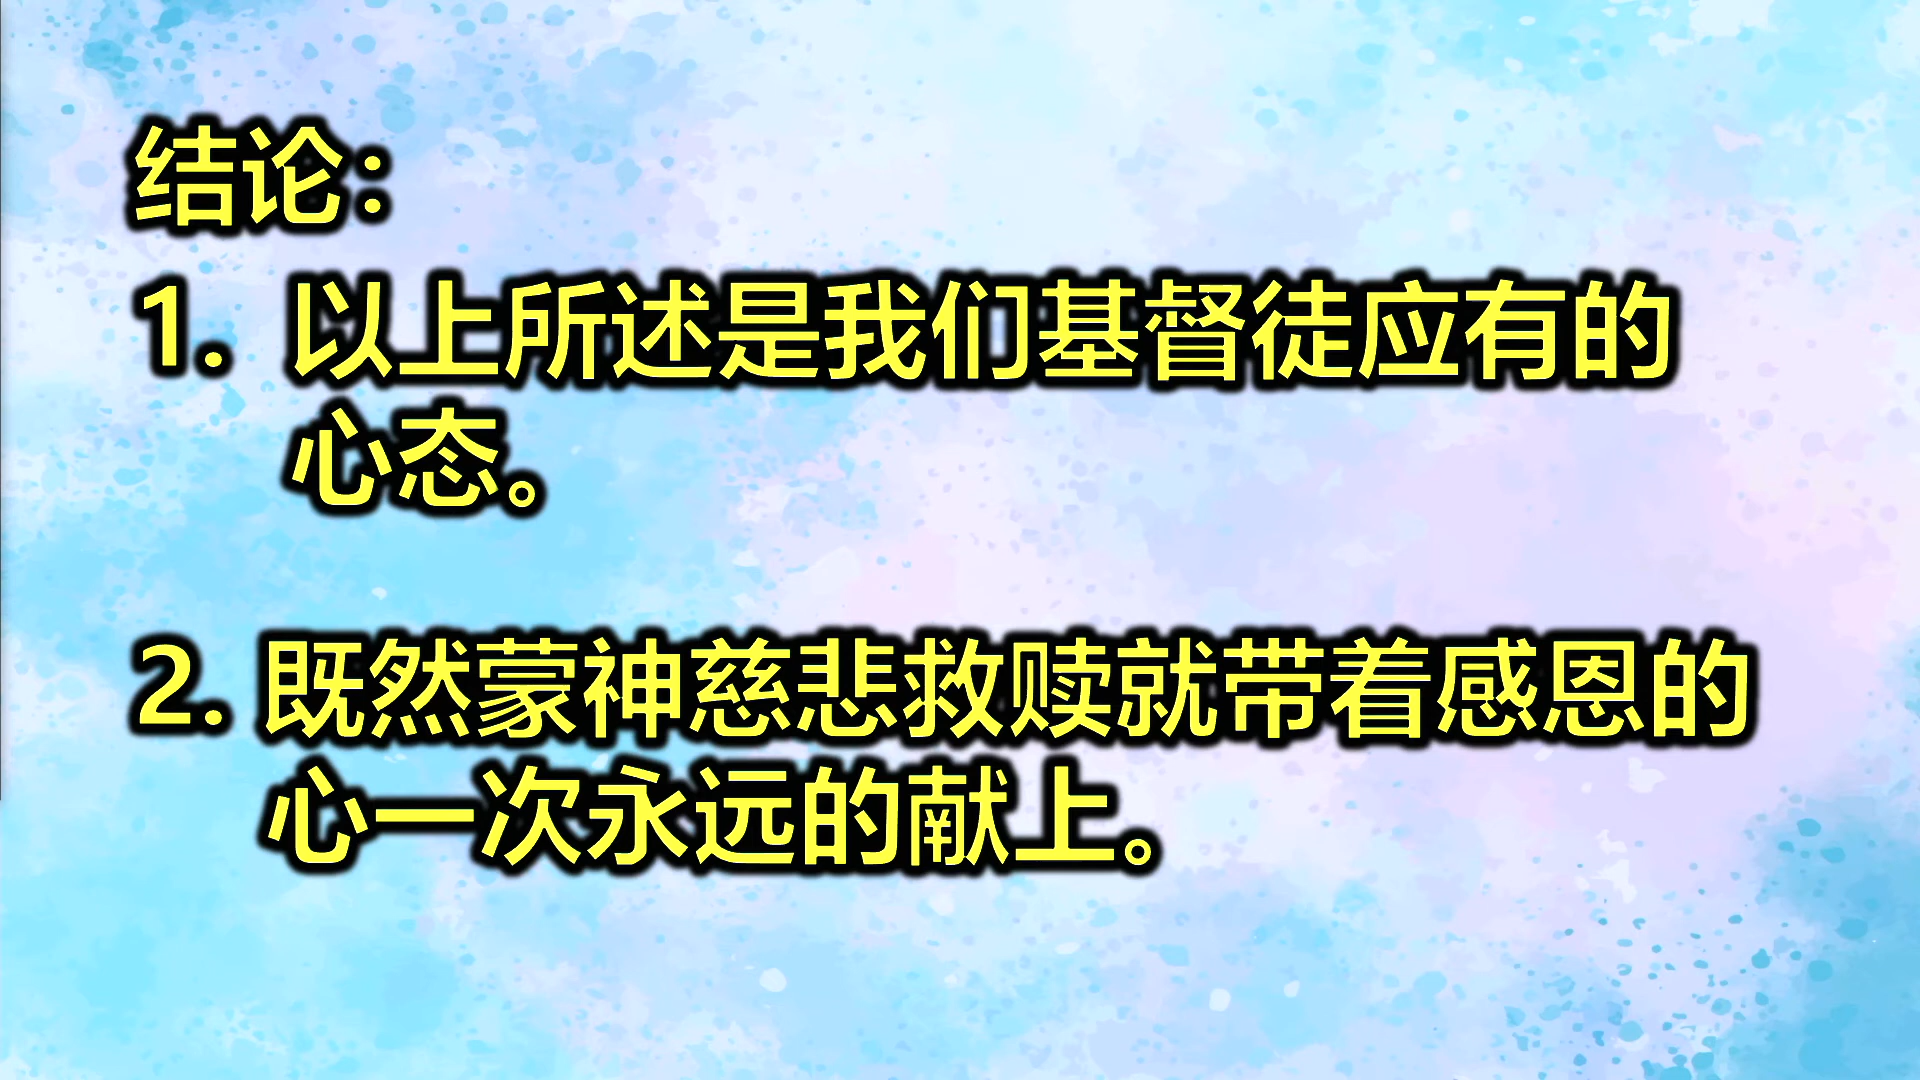 结论：
1. 以上所述是我们基督徒应有的
心态。
2. 既然蒙神慈悲救赎就带着感恩的
心一次永远的献上。